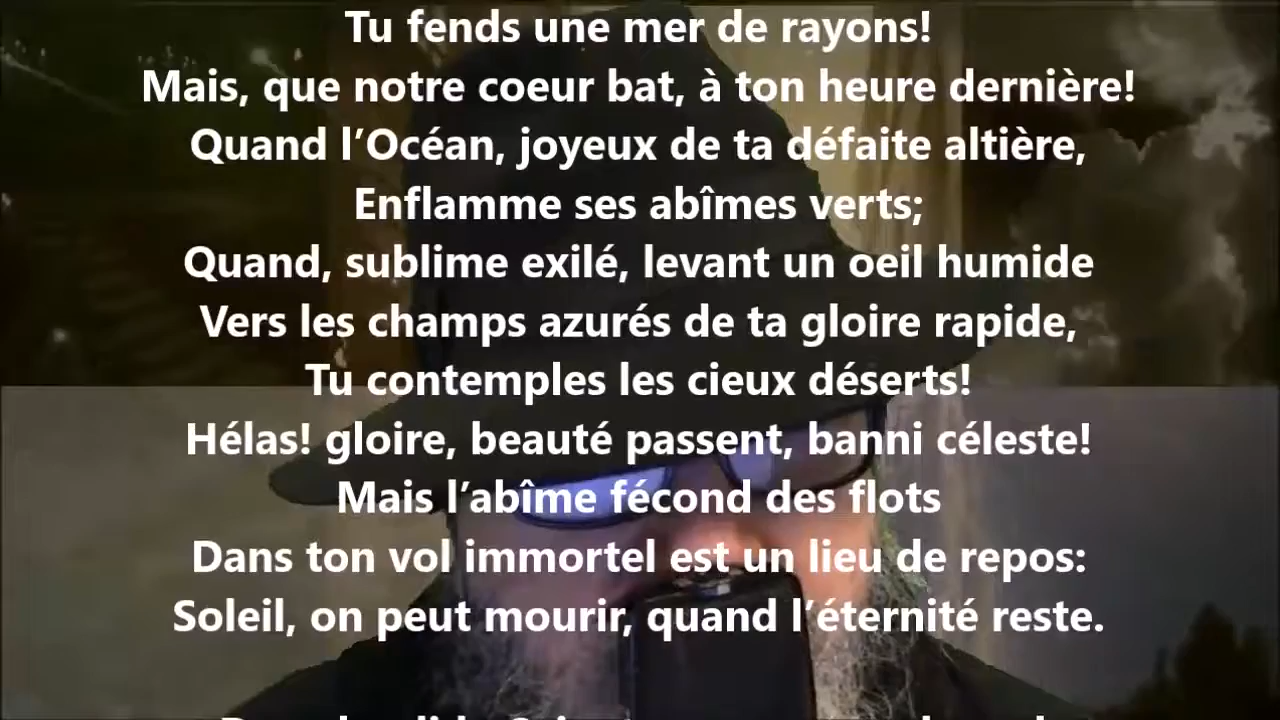 Tu fends une mer de rayons!
Mais, que notre coeur bat, à ton heure dernière!
Quand l’Océan, joyeux de ta défaite altière,
Enflamme ses abîmes verts;
Quand, sublime exilé, levant un oeil humide
Vers les champs azurés de ta gloire rapide,
Tu contemples les cieux déserts!
Hélas! gloire, beauté passent, banni céleste!
Mais l’abîme fécond des flots
Dans ton vol immortel est un lieu de repos:
Soleil, on peut mourir, quand l’éternité reste.